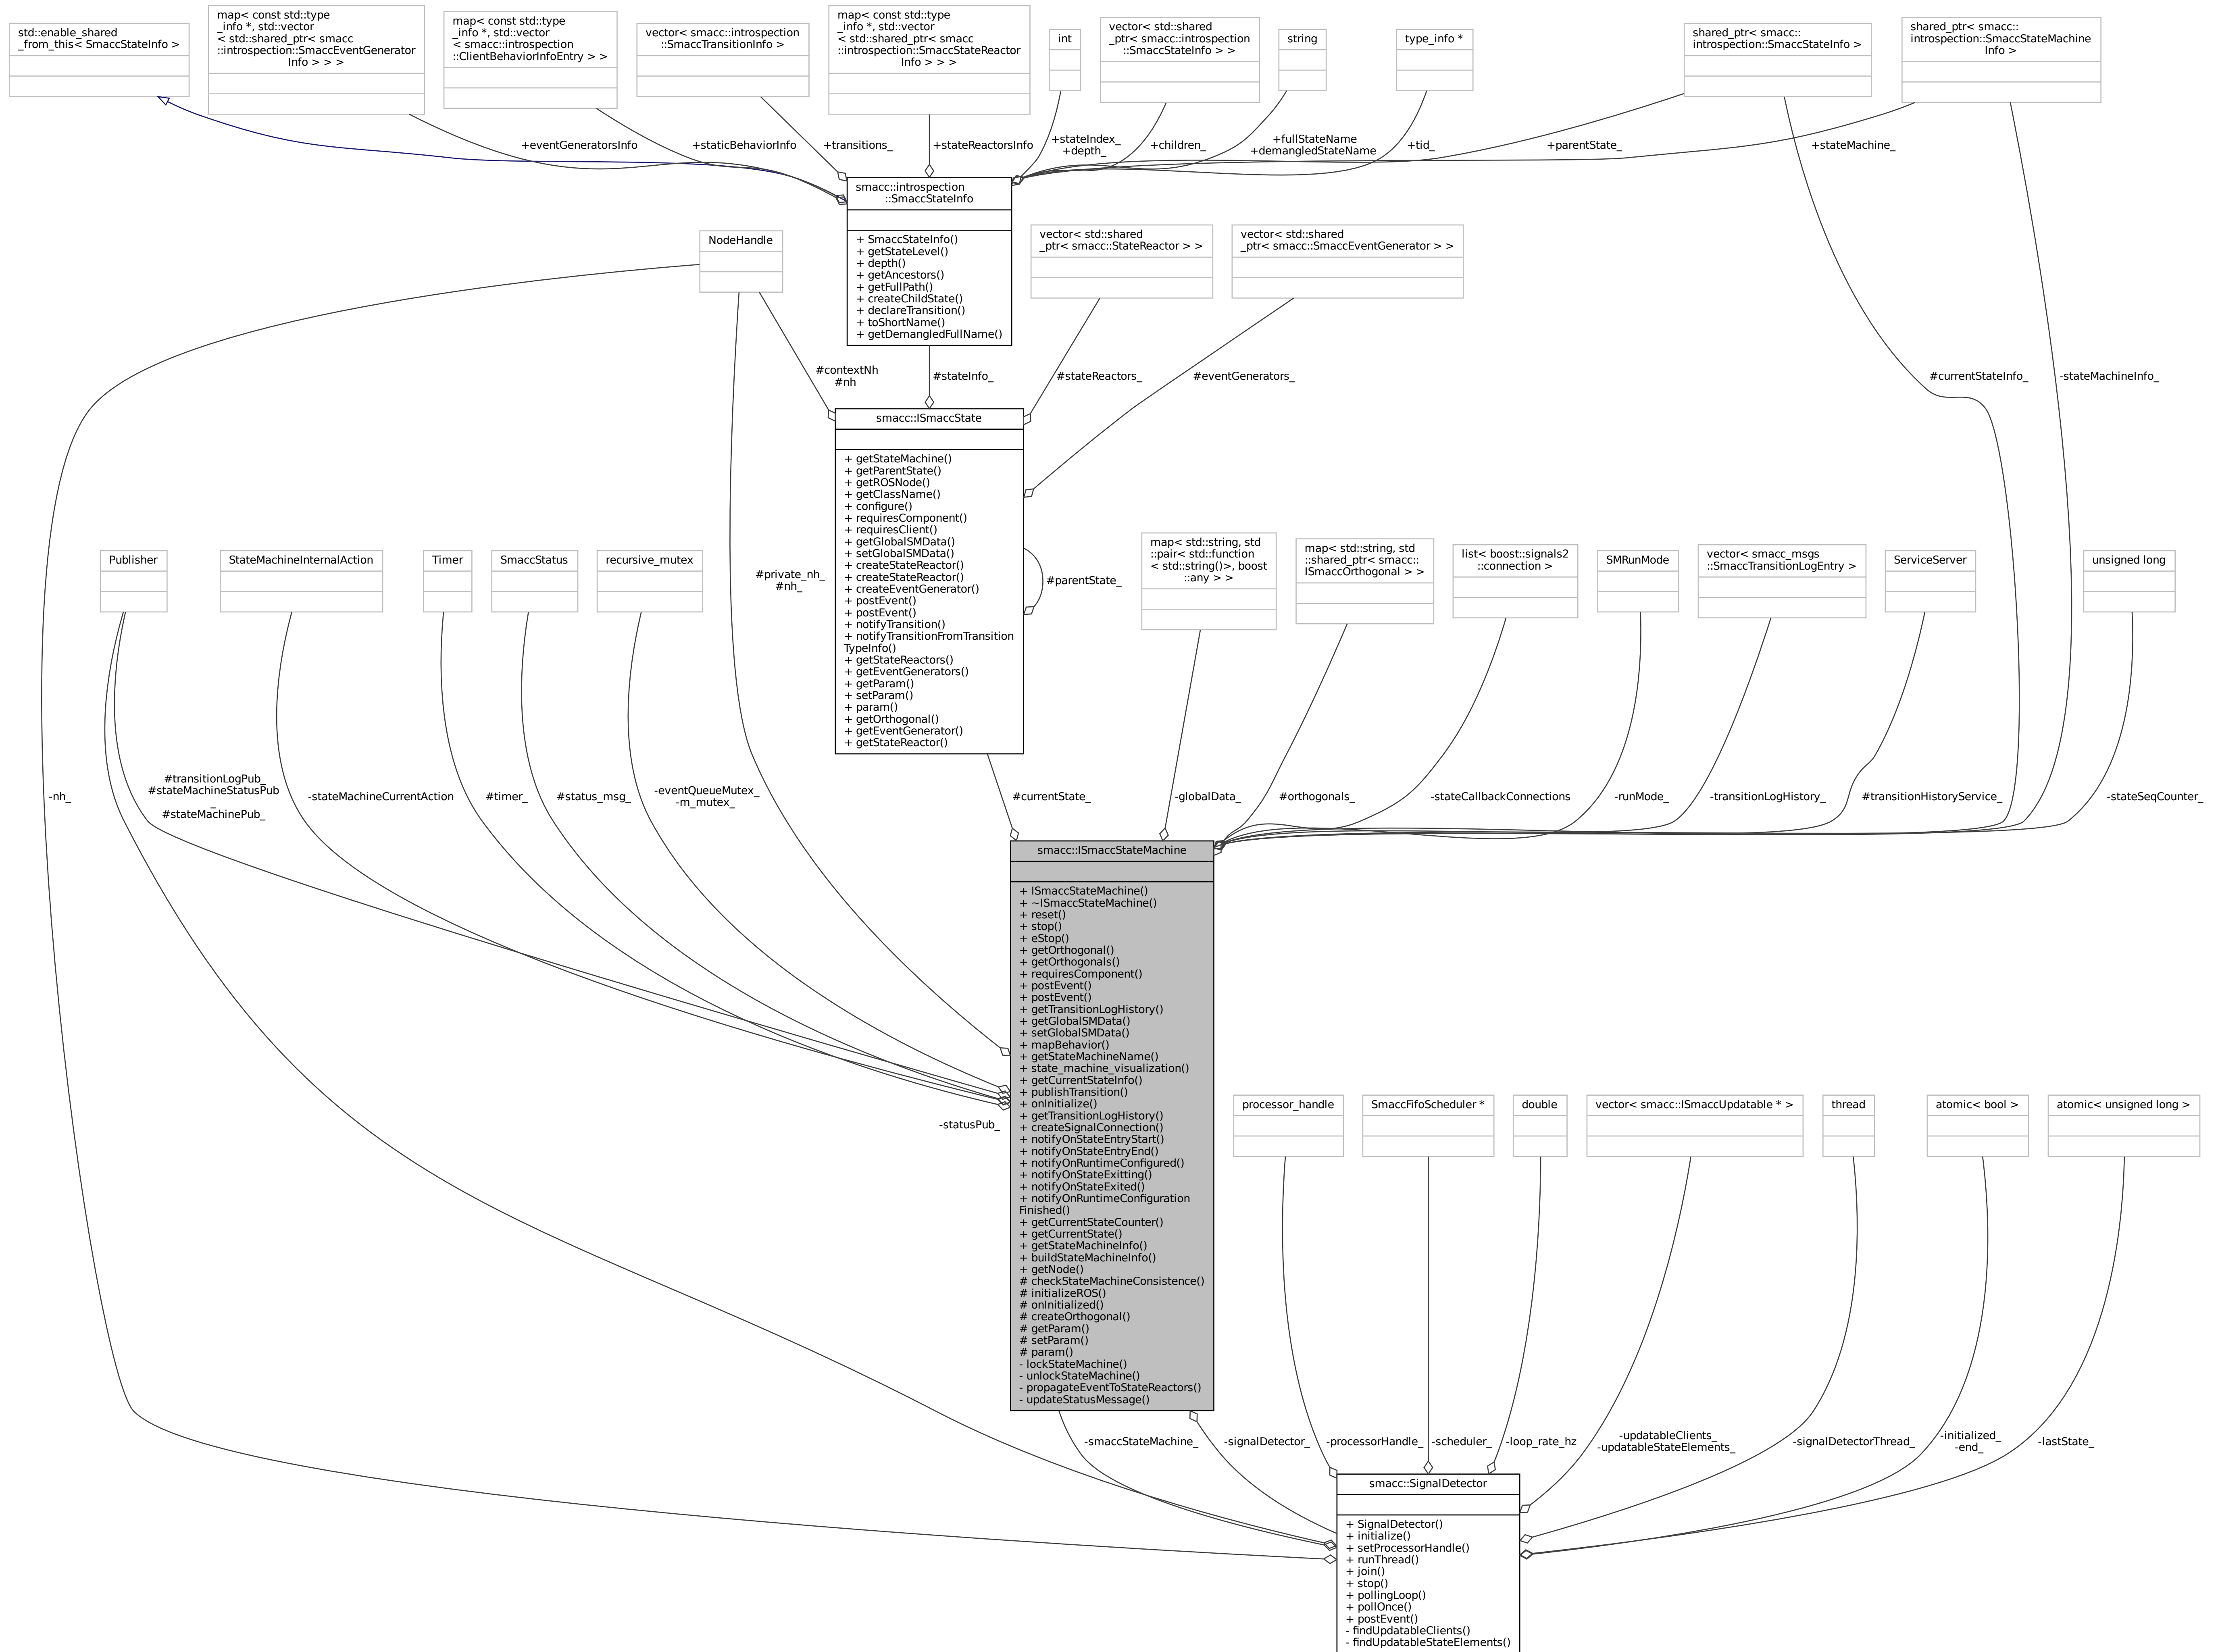 std::enable_shared
_from_this< SmaccStateInfo >
map< const std::type
_info *, std::vector
< std::shared_ptr< smacc
::introspection::SmaccEventGenerator
Info > > >
map< const std::type
_info *, std::vector
< smacc::introspection
::ClientBehaviorInfoEntry > >
vector< smacc::introspection
::SmaccTransitionInfo >
map< const std::type
_info *, std::vector
< std::shared_ptr< smacc
::introspection::SmaccStateReactor
Info > > >
int
vector< std::shared
_ptr< smacc::introspection
::SmaccStateInfo > >
string
type_info *
shared_ptr< smacc::
introspection::SmaccStateInfo >
shared_ptr< smacc::
introspection::SmaccStateMachine
Info >
+eventGeneratorsInfo
+staticBehaviorInfo
+transitions_
+stateReactorsInfo
+stateIndex_
+depth_
+children_
+fullStateName
+demangledStateName
+tid_
+parentState_
+stateMachine_
smacc::introspection
::SmaccStateInfo
+ SmaccStateInfo()
+ getStateLevel()
+ depth()
+ getAncestors()
+ getFullPath()
+ createChildState()
+ declareTransition()
+ toShortName()
+ getDemangledFullName()
NodeHandle
vector< std::shared
_ptr< smacc::StateReactor > >
vector< std::shared
_ptr< smacc::SmaccEventGenerator > >
#contextNh
#nh
#stateInfo_
#stateReactors_
#eventGenerators_
#currentStateInfo_
-stateMachineInfo_
smacc::ISmaccState
+ getStateMachine()
+ getParentState()
+ getROSNode()
+ getClassName()
+ configure()
+ requiresComponent()
+ requiresClient()
+ getGlobalSMData()
+ setGlobalSMData()
+ createStateReactor()
+ createStateReactor()
+ createEventGenerator()
+ postEvent()
+ postEvent()
+ notifyTransition()
+ notifyTransitionFromTransition
TypeInfo()
+ getStateReactors()
+ getEventGenerators()
+ getParam()
+ setParam()
+ param()
+ getOrthogonal()
+ getEventGenerator()
+ getStateReactor()
#parentState_
#private_nh_
#nh_
Publisher
StateMachineInternalAction
Timer
SmaccStatus
recursive_mutex
map< std::string, std
::pair< std::function
< std::string()>, boost
::any > >
map< std::string, std
::shared_ptr< smacc::
ISmaccOrthogonal > >
list< boost::signals2
::connection >
SMRunMode
vector< smacc_msgs
::SmaccTransitionLogEntry >
ServiceServer
unsigned long
-nh_
#transitionLogPub_
#stateMachineStatusPub
_
#stateMachinePub_
-stateMachineCurrentAction
#timer_
#status_msg_
-eventQueueMutex_
-m_mutex_
#currentState_
-globalData_
#orthogonals_
-stateCallbackConnections
-runMode_
-transitionLogHistory_
#transitionHistoryService_
-stateSeqCounter_
smacc::ISmaccStateMachine
+ ISmaccStateMachine()
+ ~ISmaccStateMachine()
+ reset()
+ stop()
+ eStop()
+ getOrthogonal()
+ getOrthogonals()
+ requiresComponent()
+ postEvent()
+ postEvent()
+ getTransitionLogHistory()
+ getGlobalSMData()
+ setGlobalSMData()
+ mapBehavior()
+ getStateMachineName()
+ state_machine_visualization()
+ getCurrentStateInfo()
+ publishTransition()
+ onInitialize()
+ getTransitionLogHistory()
+ createSignalConnection()
+ notifyOnStateEntryStart()
+ notifyOnStateEntryEnd()
+ notifyOnRuntimeConfigured()
+ notifyOnStateExitting()
+ notifyOnStateExited()
+ notifyOnRuntimeConfiguration
Finished()
+ getCurrentStateCounter()
+ getCurrentState()
+ getStateMachineInfo()
+ buildStateMachineInfo()
+ getNode()
# checkStateMachineConsistence()
# initializeROS()
# onInitialized()
# createOrthogonal()
# getParam()
# setParam()
# param()
- lockStateMachine()
- unlockStateMachine()
- propagateEventToStateReactors()
- updateStatusMessage()
-statusPub_
processor_handle
SmaccFifoScheduler *
double
vector< smacc::ISmaccUpdatable * >
thread
atomic< bool >
atomic< unsigned long >
-smaccStateMachine_
-signalDetector_
-processorHandle_
-scheduler_
-loop_rate_hz
-updatableClients_
-updatableStateElements_
-signalDetectorThread_
-initialized_
-end_
-lastState_
smacc::SignalDetector
+ SignalDetector()
+ initialize()
+ setProcessorHandle()
+ runThread()
+ join()
+ stop()
+ pollingLoop()
+ pollOnce()
+ postEvent()
- findUpdatableClients()
- findUpdatableStateElements()